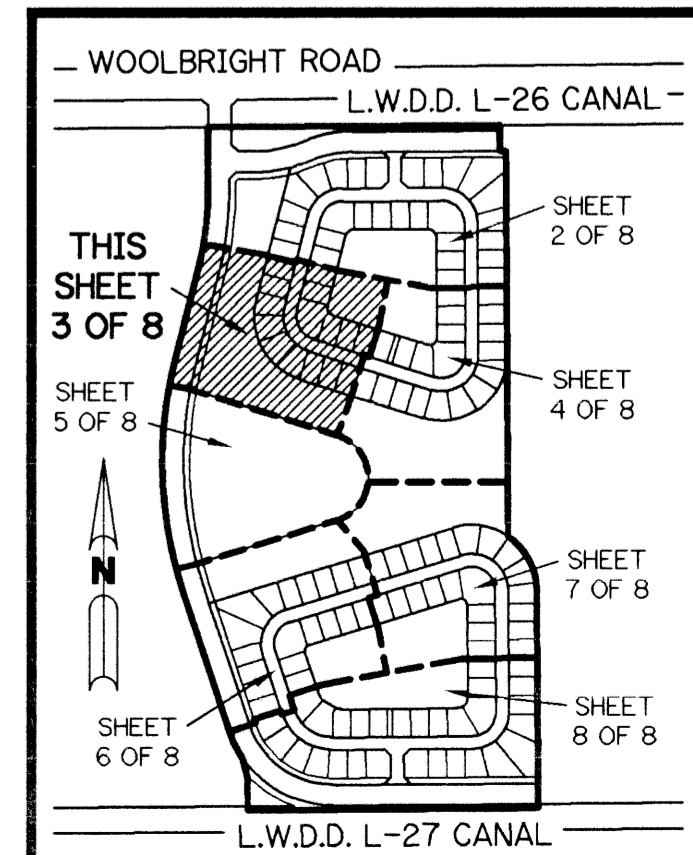 WOOLBRIGHT ROAD
L.W.D.D. L-26 CANAL
SHEET
2 OF 8
THIS
SHEET
3 OF 8
SHEET
4 OF 8
SHEET
5 OF 8
N
SHEET
7 OF 8
SHEET
6 OF 8
SHEET
8 OF 8
L.W.D.D. L-27 CANAL